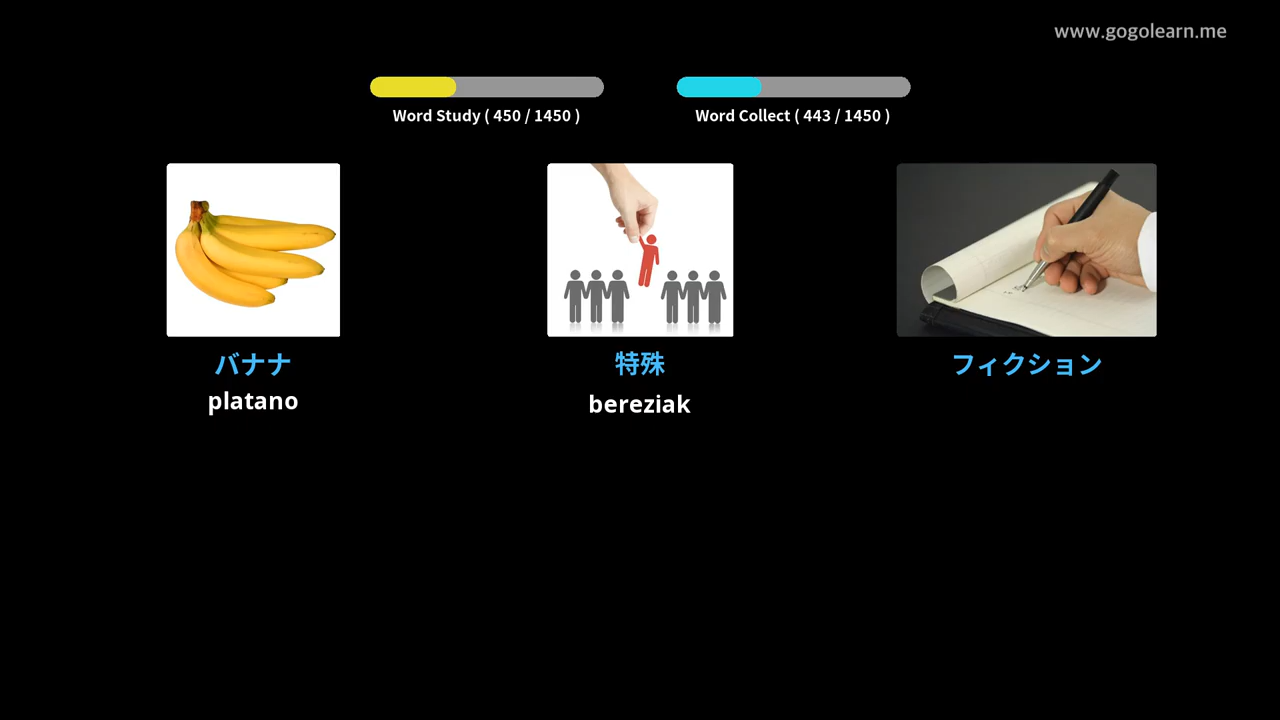 www.gogolearn.me
Word Study ( 450 / 1450 )
Word Collect ( 443 / 1450 )
バナナ
platano
特殊
bereziak
フィクション